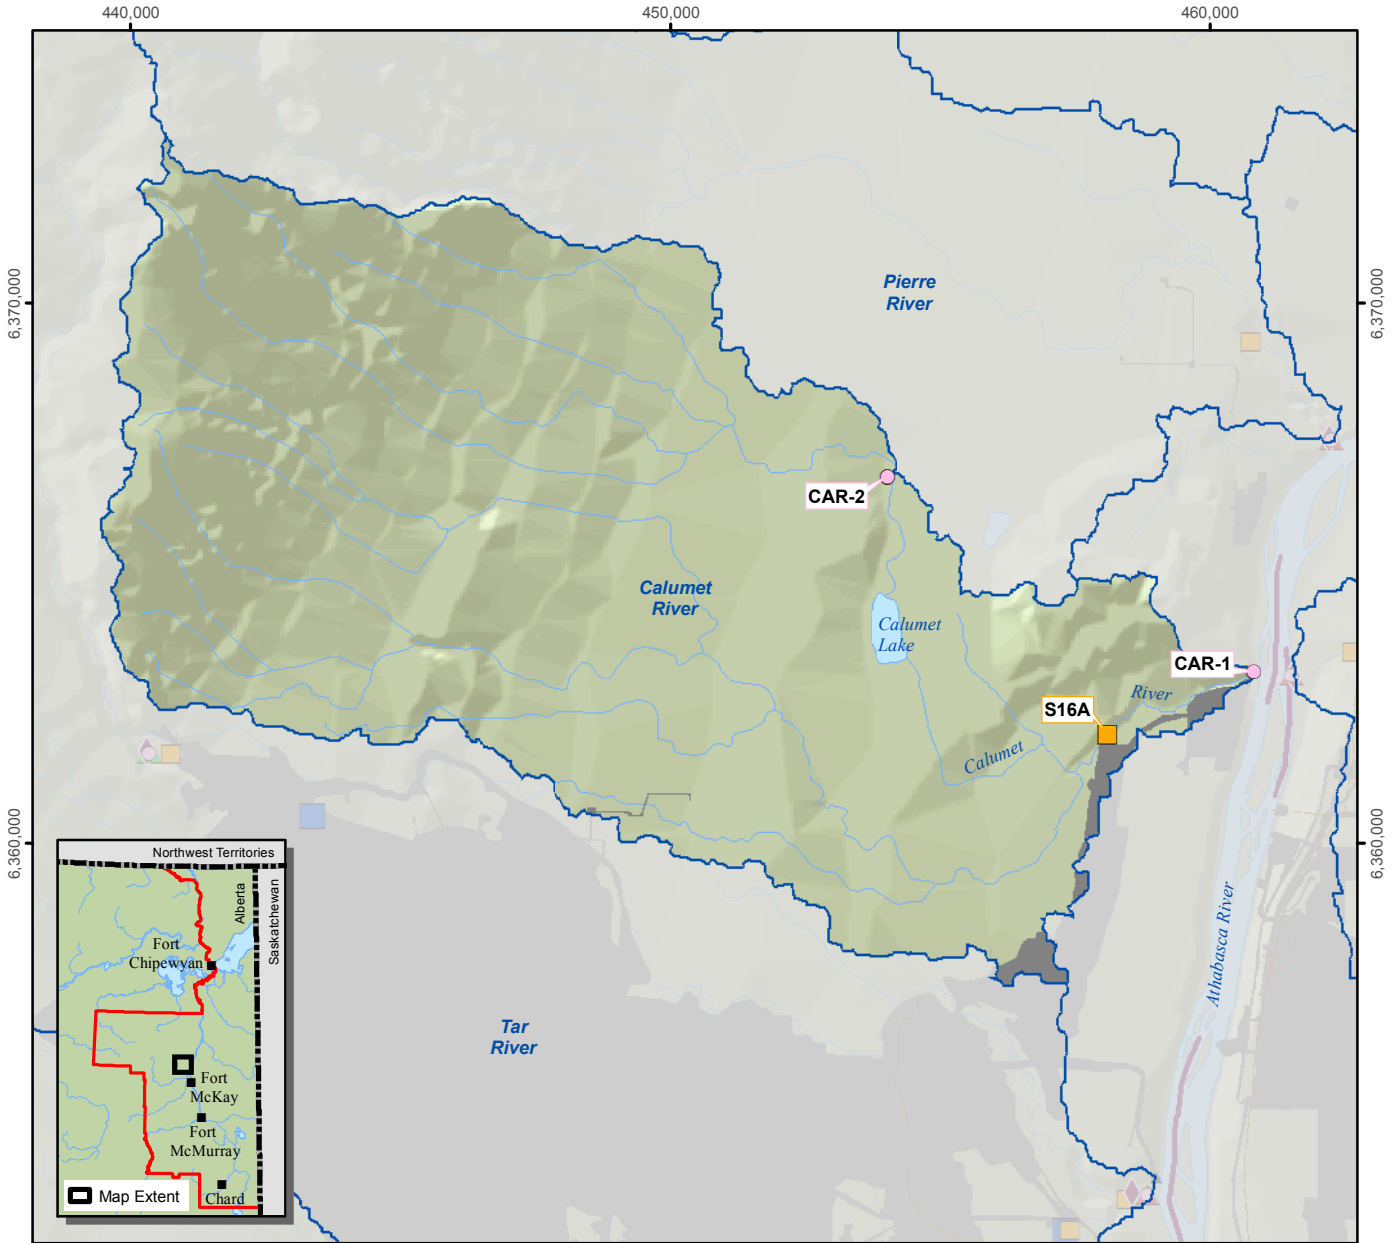 440,000
450,000
460,000
6,370,000
6,370,000
Pierre
River
CAR-2
Calumet
River
Calumet
Lake
CAR-1
River
S16A
Calumet
6,360,000
6,360,000
Athabasca River
Tar
River
Northwest Territories
Alberta
Saskatchewan
Fort
Chipewyan
Fort
McKay
Fort
McMurray
Chard
Map Extent